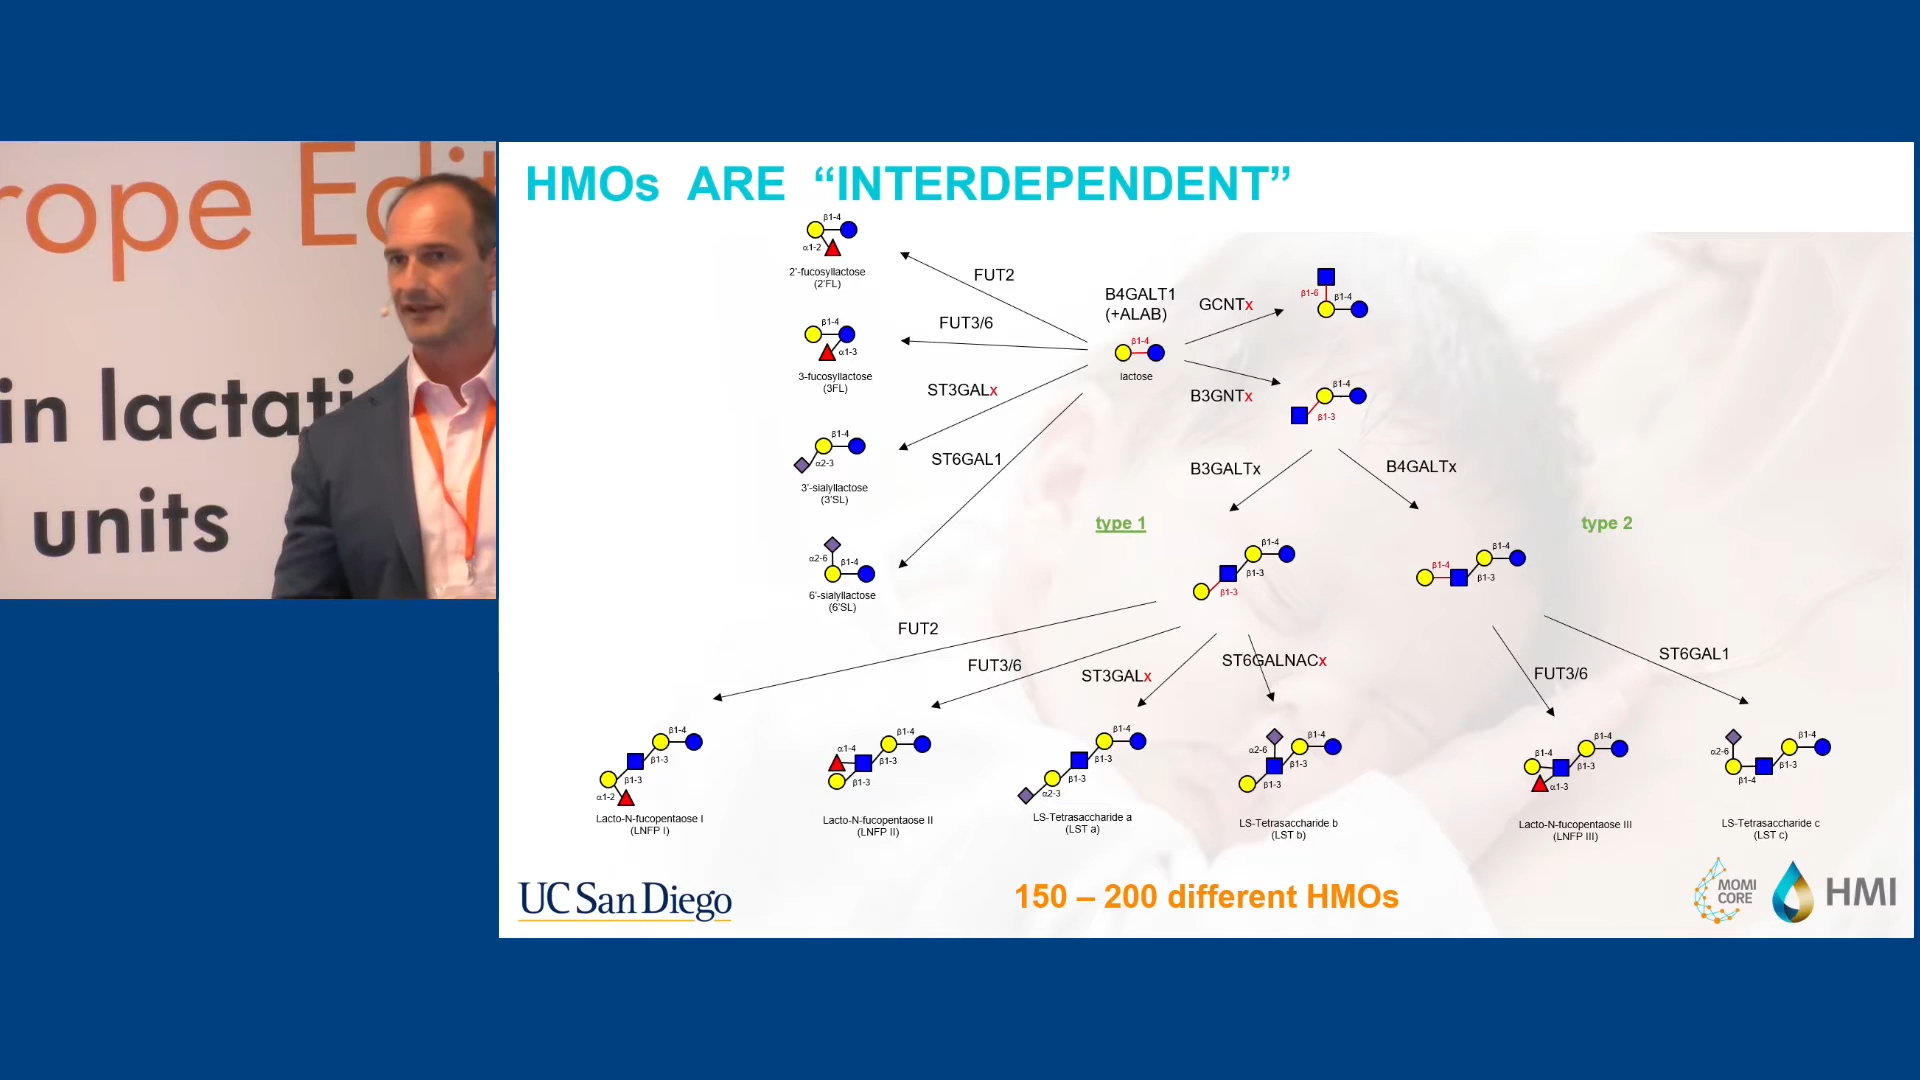 rope Edit
in lactati
units
HMOs ARE “INTERDEPENDENT”
β1-4
α1-2
2'-fucosyllactose
(2'FL)
β1-4
α1-3
3-fucosyllactose
(3FL)
β1-4
α2-3
3'-sialyllactose
(3'SL)
α2-6
β1-4
6'-sialyllactose
(6'SL)
FUT2
FUT3/6
ST3GALx
ST6GAL1
B4GALT1
(+ALAB)
β1-4
lactose
GCNTx
β1-6
β1-4
B3GNTx
β1-4
β1-3
B3GALTx
B4GALTx
type 1
type 2
β1-4
β1-3
β1-3
β1-4
β1-4
β1-3
FUT2
FUT3/6
ST3GALx
ST6GALNACx
FUT3/6
ST6GAL1
β1-4
β1-3
β1-3
α1-2
Lacto-N-fucopentaose I
(LNFP I)
β1-4
α1-4
β1-3
β1-3
Lacto-N-fucopentaose II
(LNFP II)
β1-4
β1-3
β1-3
α2-3
LS-Tetrasaccharide a
(LST a)
β1-4
α2-6
β1-3
β1-3
LS-Tetrasaccharide b
(LST b)
β1-4
β1-4
β1-3
α1-3
Lacto-N-fucopentaose III
(LNFP III)
β1-4
α2-6
β1-3
β1-4
LS-Tetrasaccharide c
(LST c)
UC San Diego
150 – 200 different HMOs
MOMI
CORE
HMI